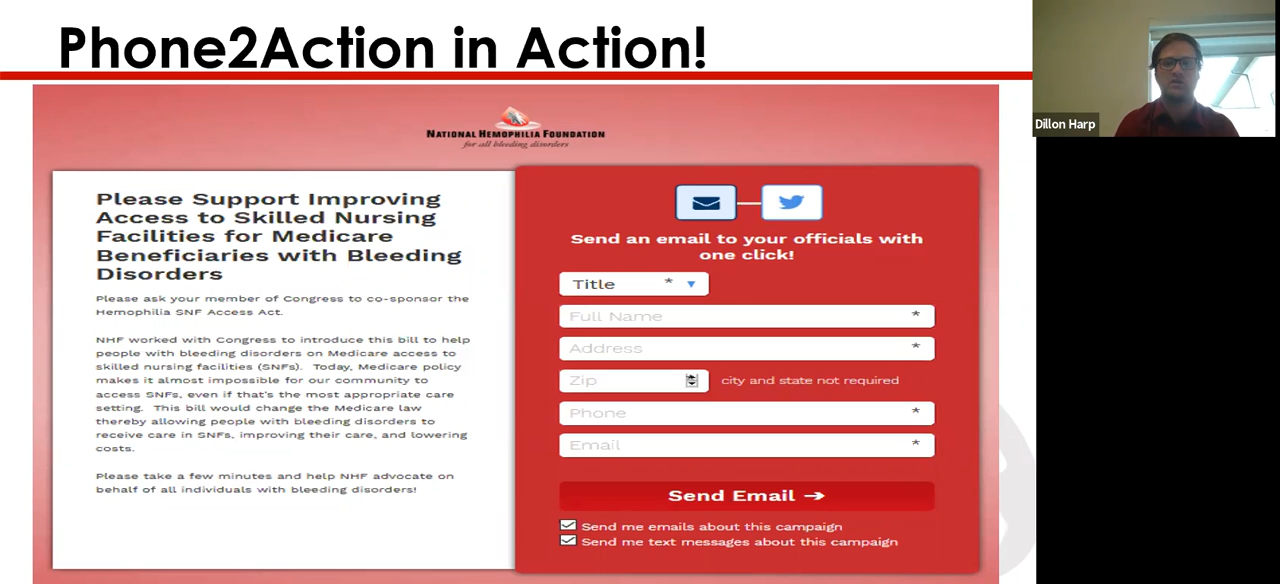 Phone2Action in Action!
Dillon Harp
NATIONAL HEMOPHILIA FOUNDATION
for all bleeding disorders
Please Support Improving
Access to Skilled Nursing
Facilities for Medicare
Beneficiaries with Bleeding
Disorders
Please ask your member of Congress to co-sponsor the
Hemophilia SNF Access Act.
NHF worked with Congress to introduce this bill to help
people with bleeding disorders on Medicare access to
skilled nursing facilities (SNFs). Today, Medicare policy
makes it almost impossible for our community to
access SNFs, even if that's the most appropriate care
setting. This bill would change the Medicare law
thereby allowing people with bleeding disorders to
receive care in SNFs, improving their care, and lowering
costs.
Please take a few minutes and help NHF advocate on
behalf of all individuals with bleeding disorders!
Send an email to your officials with
one click!
Title *
Full Name *
Address *
Zip city and state not required
Phone *
Email *
Send Email →
Send me emails about this campaign
Send me text messages about this campaign